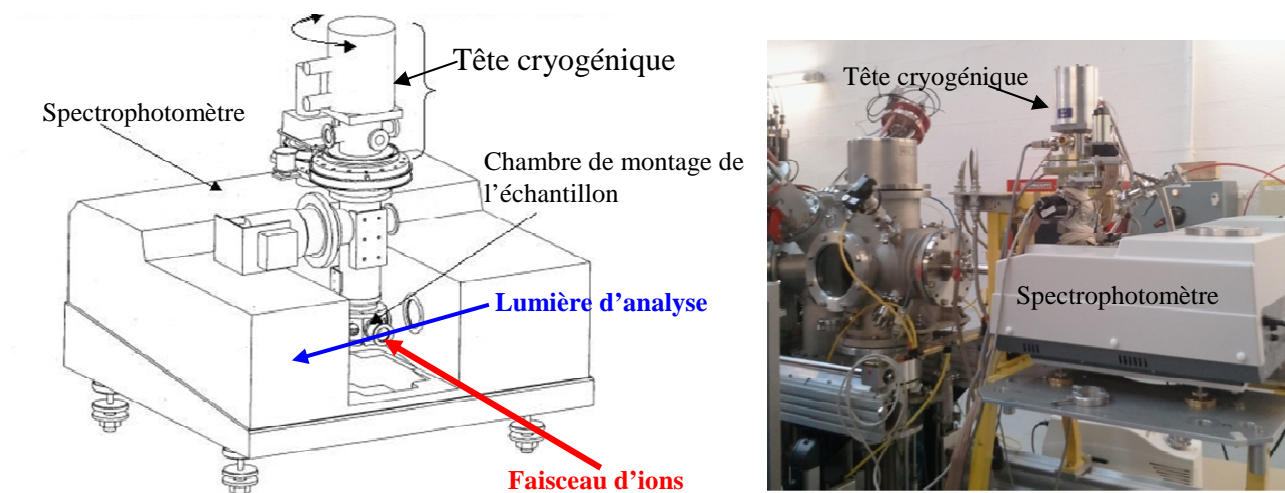 Tête cryogénique
Spectrophotomètre
Chambre de montage de
l'échantillon
Lumière d'analyse
Faisceau d'ions
Tête cryogénique
Spectrophotomètre